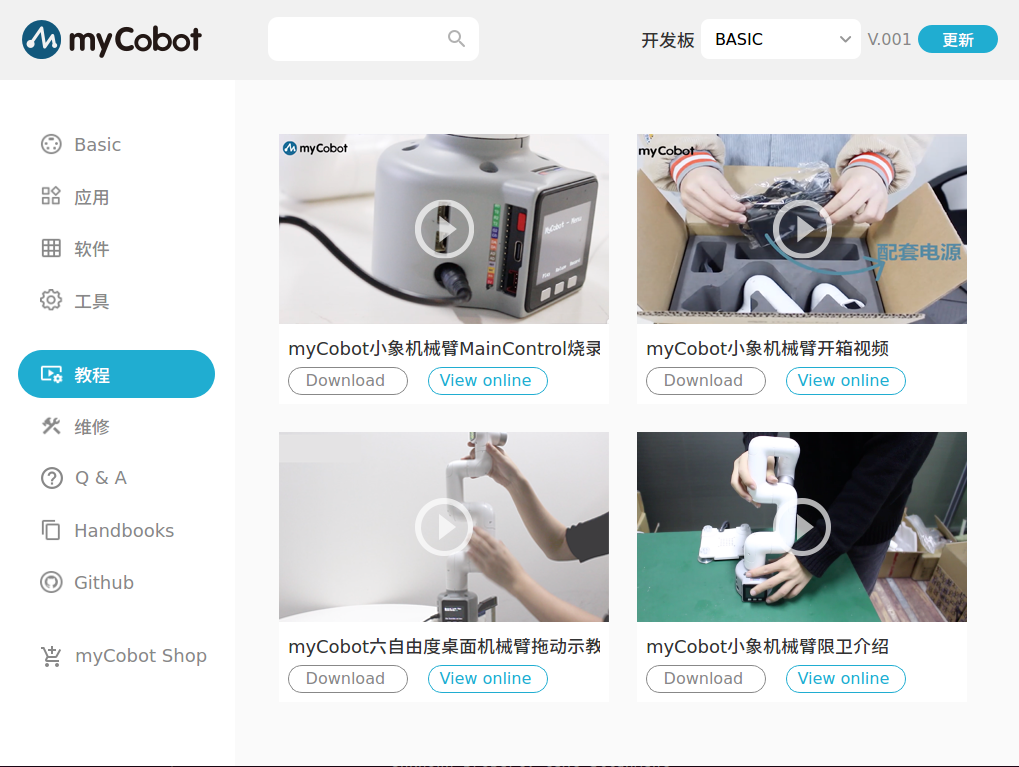 myCobot
开发板
BASIC
V.001
更新
Basic
应用
软件
工具
教程
维修
Q & A
Handbooks
Github
myCobot Shop
myCobot
MyCobot - Basic
myCobot
配套电源
myCobot小象机械臂MainControl烧录
Download
View online
myCobot小象机械臂开箱视频
Download
View online
myCobot六自由度桌面机械臂拖动示教
Download
View online
myCobot小象机械臂限卫介绍
Download
View online